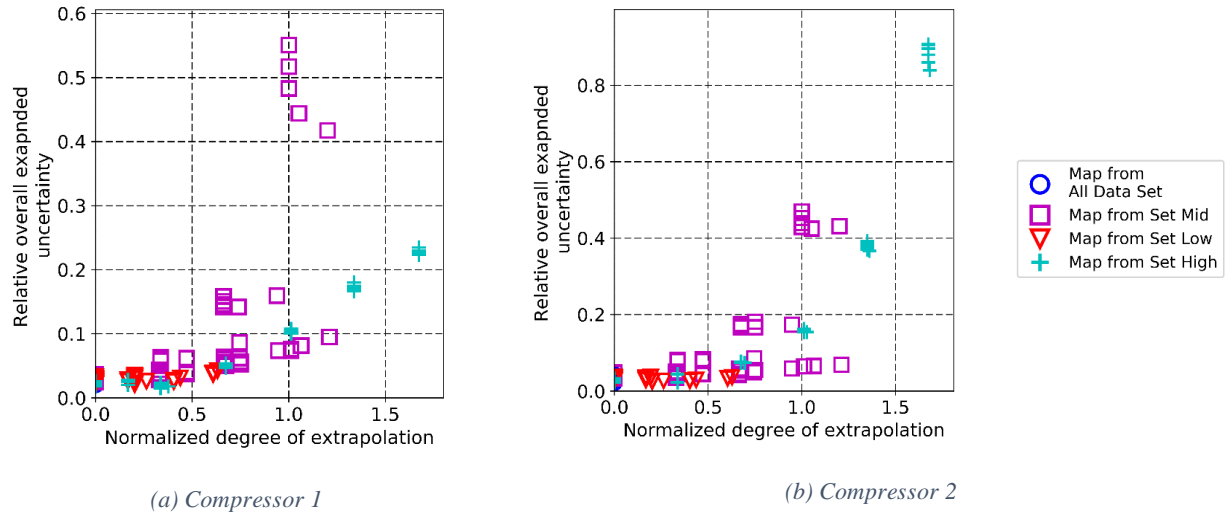 0.6
0.5
0.4
0.3
0.2
0.1
0.0
0.0
0.5
1.0
1.5
Relative overall exapnded
uncertainty
Normalized degree of extrapolation
(a) Compressor 1
0.8
0.6
0.4
0.2
0.0
0.0
0.5
1.0
1.5
Relative overall exapnded
uncertainty
Normalized degree of extrapolation
(b) Compressor 2
Map from
All Data Set
Map from Set Mid
Map from Set Low
Map from Set High